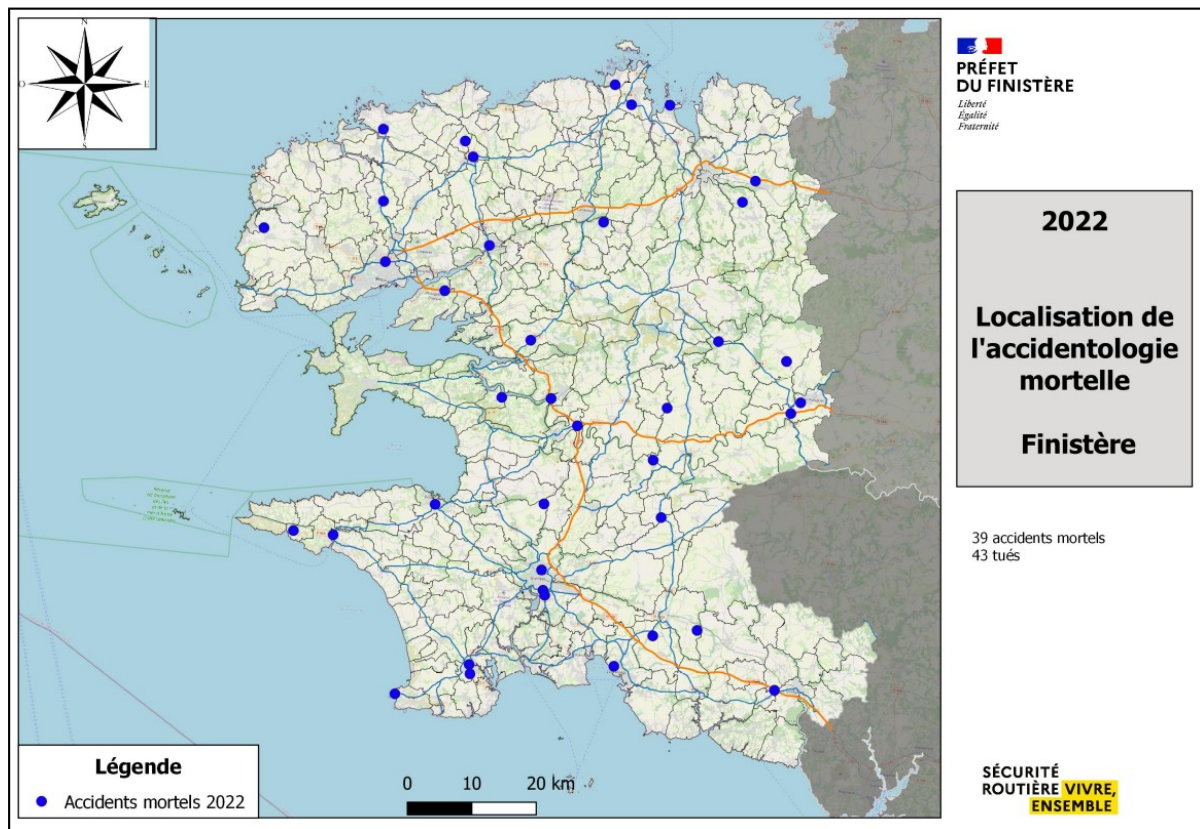 N
O
E
S
PRÉFET
DU FINISTÈRE
Liberté
Égalité
Fraternité
2022
Localisation de
l'accidentologie
mortelle
Finistère
39 accidents mortels
43 tués
Légende
Accidents mortels 2022
0 10 20 km
SÉCURITÉ
ROUTIÈRE VIVRE,
ENSEMBLE